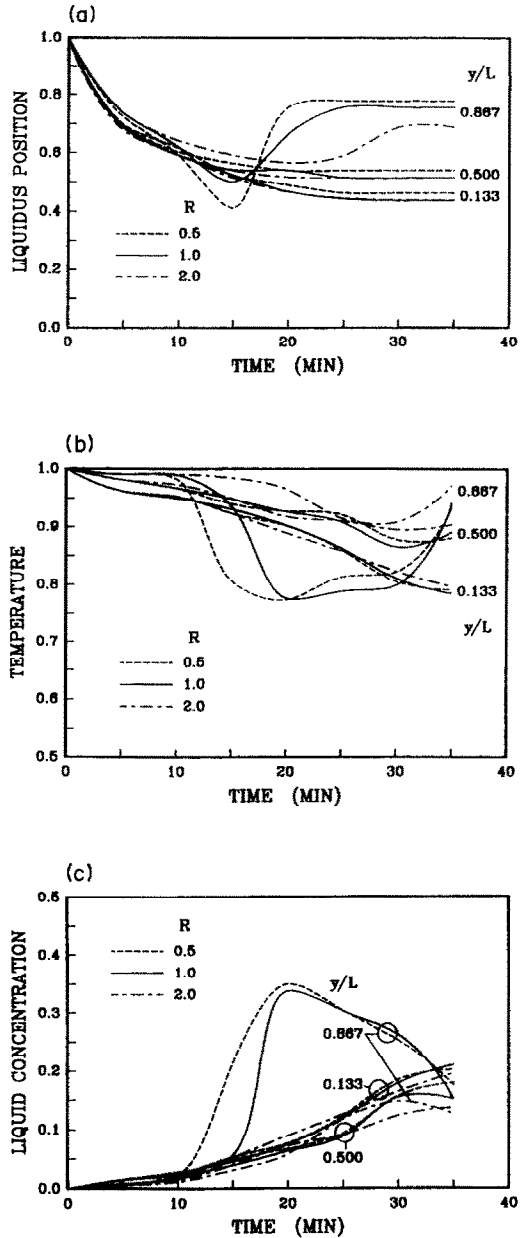 (a)
1.0
0.8
0.6
0.4
0.2
0.0
LIQUIDUS POSITION
y/L
0.867
0.500
0.133
R
0.5
1.0
2.0
0 10 20 30 40
TIME (MIN)
(b)
1.0
0.9
0.8
0.7
0.6
0.5
TEMPERATURE
0.867
0.500
0.133
y/L
R
0.5
1.0
2.0
0 10 20 30 40
TIME (MIN)
(c)
0.5
0.4
0.3
0.2
0.1
0.0
LIQUID CONCENTRATION
R
0.5
1.0
2.0
y/L
0.867
0.133
0.500
0 10 20 30 40
TIME (MIN)